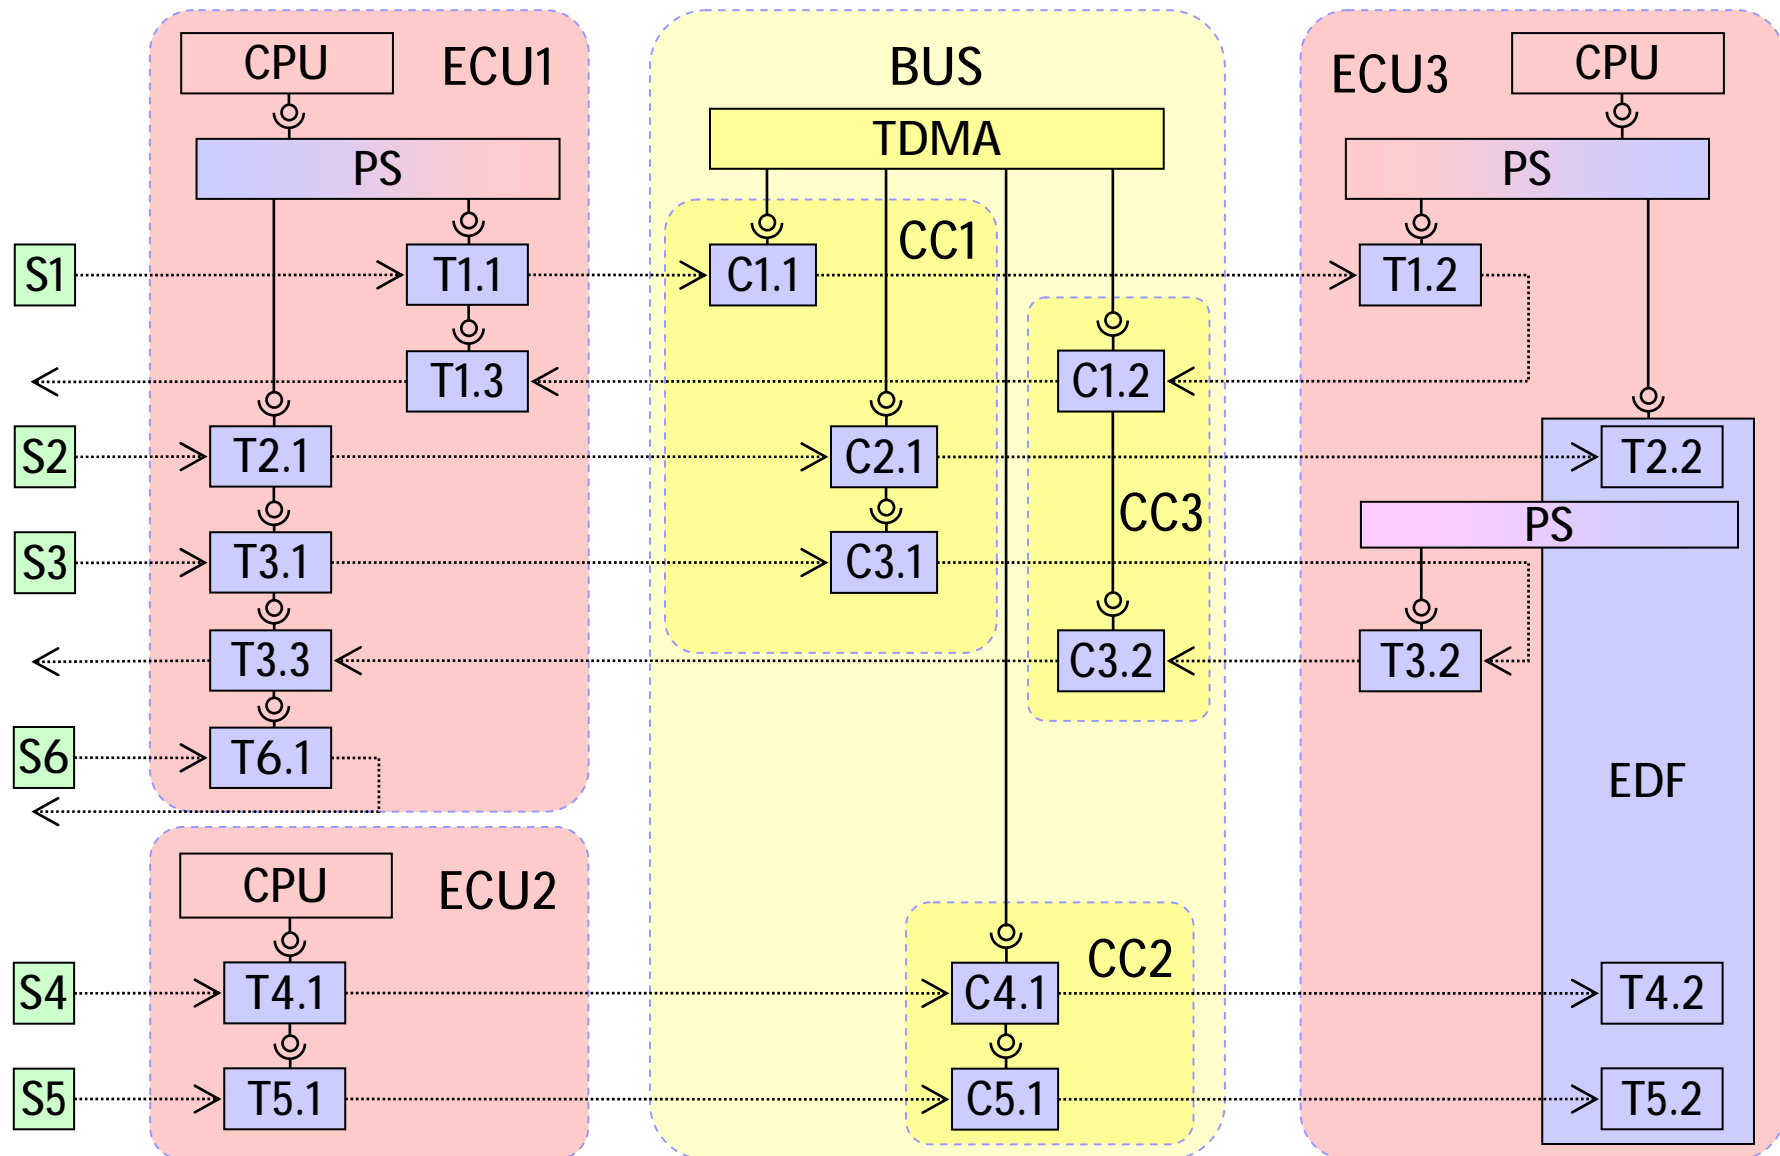 CPU
ECU1
BUS
ECU3
CPU
PS
TDMA
PS
S1
T1.1
C1.1
CC1
T1.2
T1.3
C1.2
S2
T2.1
C2.1
T2.2
CC3
PS
S3
T3.1
C3.1
T3.3
C3.2
T3.2
S6
T6.1
EDF
CPU
ECU2
CC2
S4
T4.1
C4.1
T4.2
S5
T5.1
C5.1
T5.2